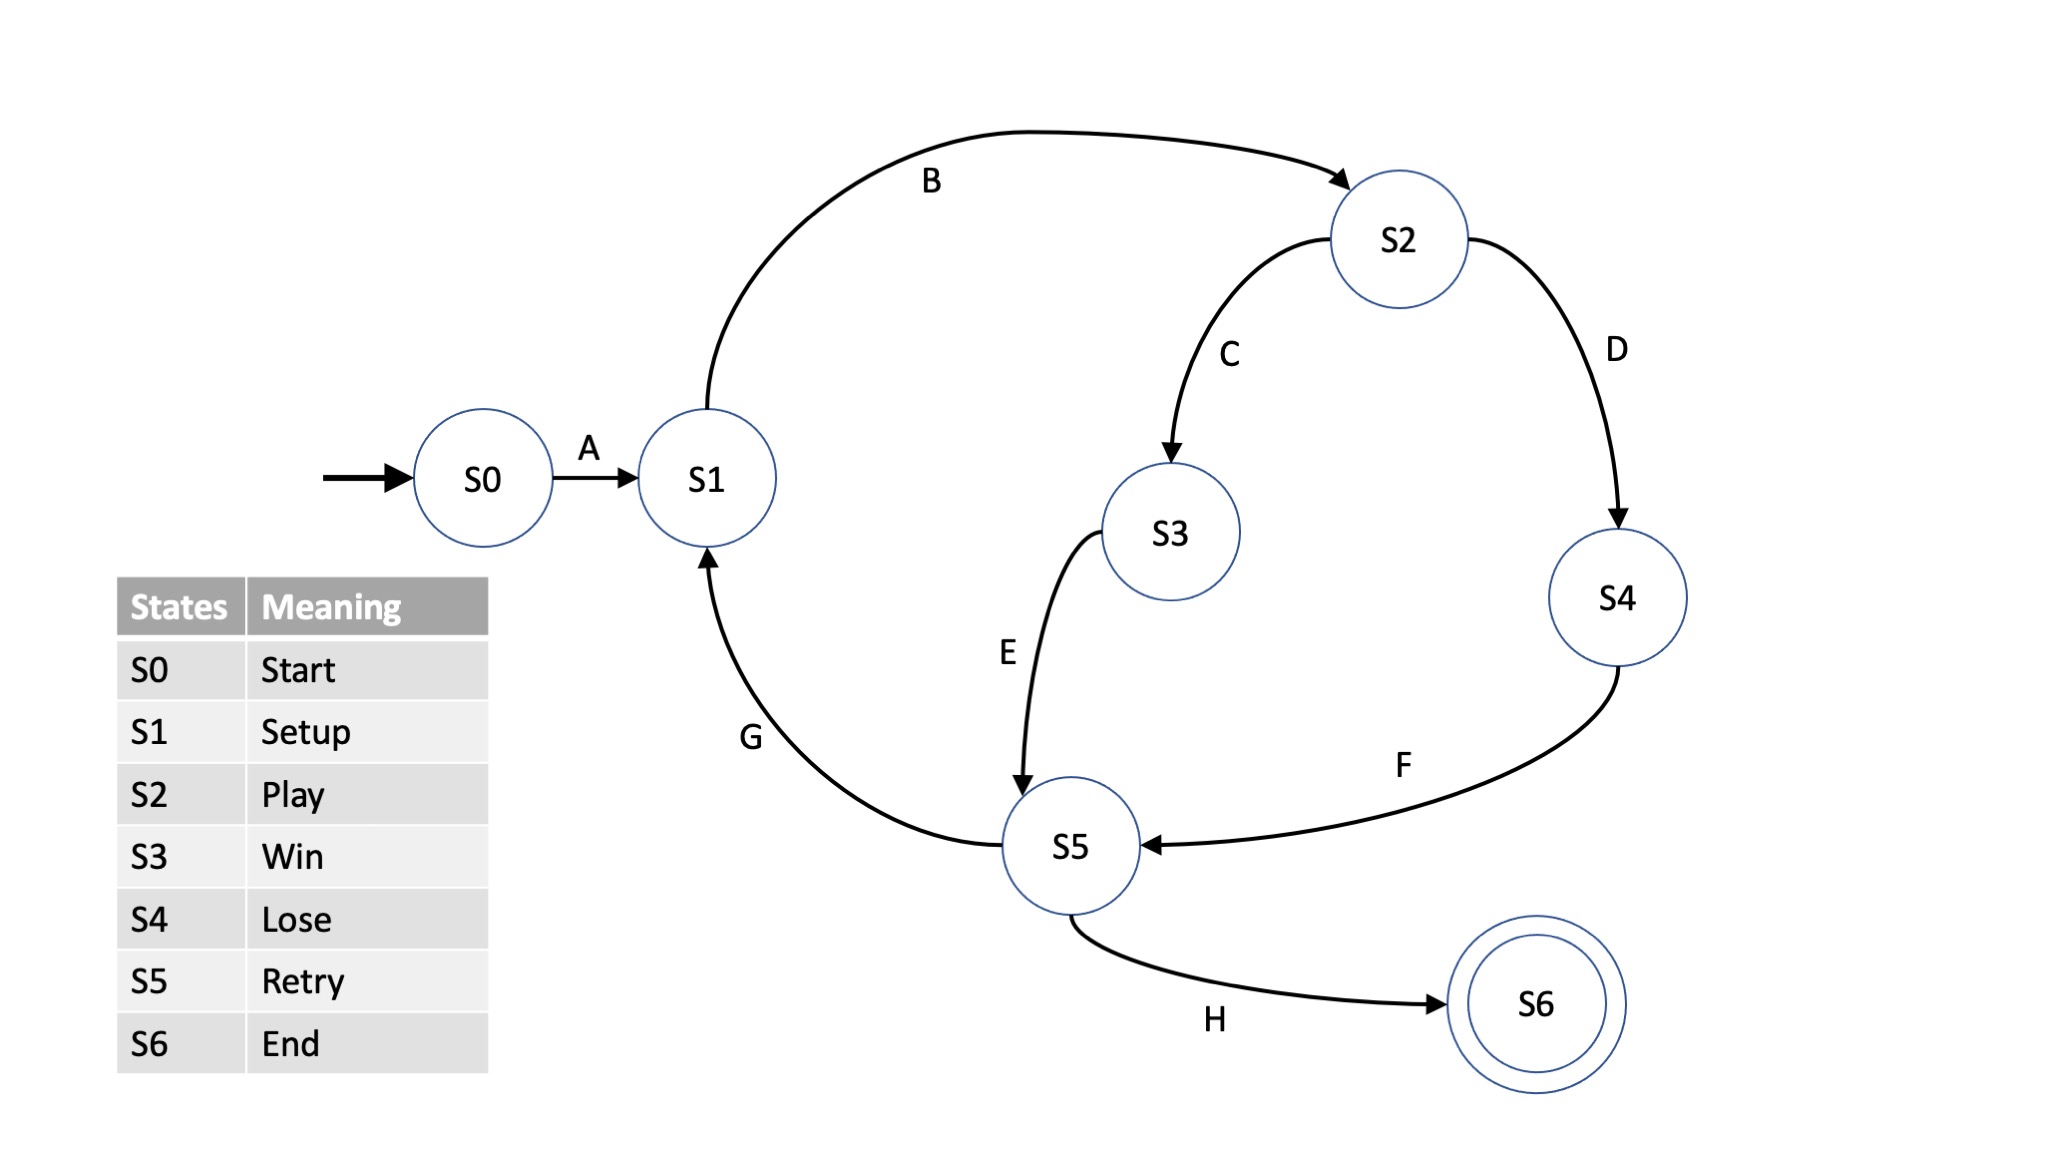 B
S2
C
D
A
S0
S1
S3
S4
E
G
F
S5
H
S6
States Meaning
S0 Start
S1 Setup
S2 Play
S3 Win
S4 Lose
S5 Retry
S6 End